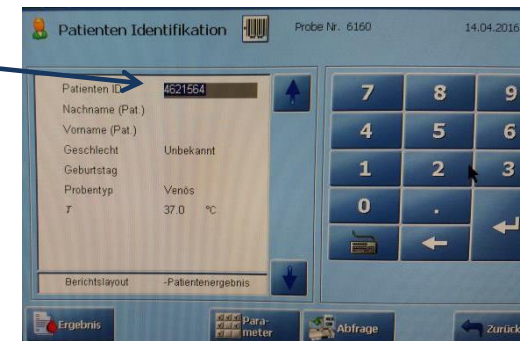 Patienten Identifikation Probe Nr. 6160 14.04.2016
Patienten ID 4621564
Nachname (Pat.)
Vorname (Pat.)
Geschlecht Unbekannt
Geburtstag
Probentyp Venös
T 37.0 °C
Berichtslayout -Patientenergebnis
7 8 9
4 5 6
1 2 3
0 .
Ergebnis
Para-
meter
Abfrage
Zurück